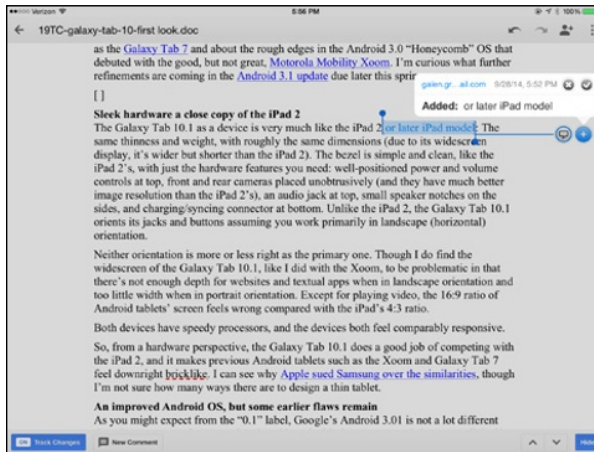 Verizon 5:56 PM 100%
19TC-galaxy-tab-10-first look.doc
as the Galaxy Tab 7 and about the rough edges in the Android 3.0 “Honeycomb” OS that
debuted with the good, but not great, Motorola Mobility Xoom. I’m curious what further
refinements are coming in the Android 3.1 update due later this sprin
galen.gr...ail.com 9/28/14, 5:52 PM
Added: or later iPad model
[]
Sleek hardware a close copy of the iPad 2
The Galaxy Tab 10.1 as a device is very much like the iPad 2 or later iPad model. The
same thinness and weight, with roughly the same dimensions (due to its widescreen
display, it’s wider but shorter than the iPad 2). The bezel is simple and clean, like the
iPad 2’s, with just the hardware features you need: well-positioned power and volume
controls at top, front and rear cameras placed unobtrusively (and they have much better
image resolution than the iPad 2’s), an audio jack at top, small speaker notches on the
sides, and charging/syncing connector at bottom. Unlike the iPad 2, the Galaxy Tab 10.1
orients its jacks and buttons assuming you work primarily in landscape (horizontal)
orientation.
Neither orientation is more or less right as the primary one. Though I do find the
widescreen of the Galaxy Tab 10.1, like I did with the Xoom, to be problematic in that
there’s not enough depth for websites and textual apps when in landscape orientation and
too little width when in portrait orientation. Except for playing video, the 16:9 ratio of
Android tablets’ screen feels wrong compared with the iPad’s 4:3 ratio.
Both devices have speedy processors, and the devices both feel comparably responsive.
So, from a hardware perspective, the Galaxy Tab 10.1 does a good job of competing with
the iPad 2, and it makes previous Android tablets such as the Xoom and Galaxy Tab 7
feel downright bricklike. I can see why Apple sued Samsung over the similarities, though
I’m not sure how many ways there are to design a thin tablet.
An improved Android OS, but some earlier flaws remain
As you might expect from the “0.1” label, Google’s Android 3.01 is not a lot different
ON Track Changes New Comment Hide